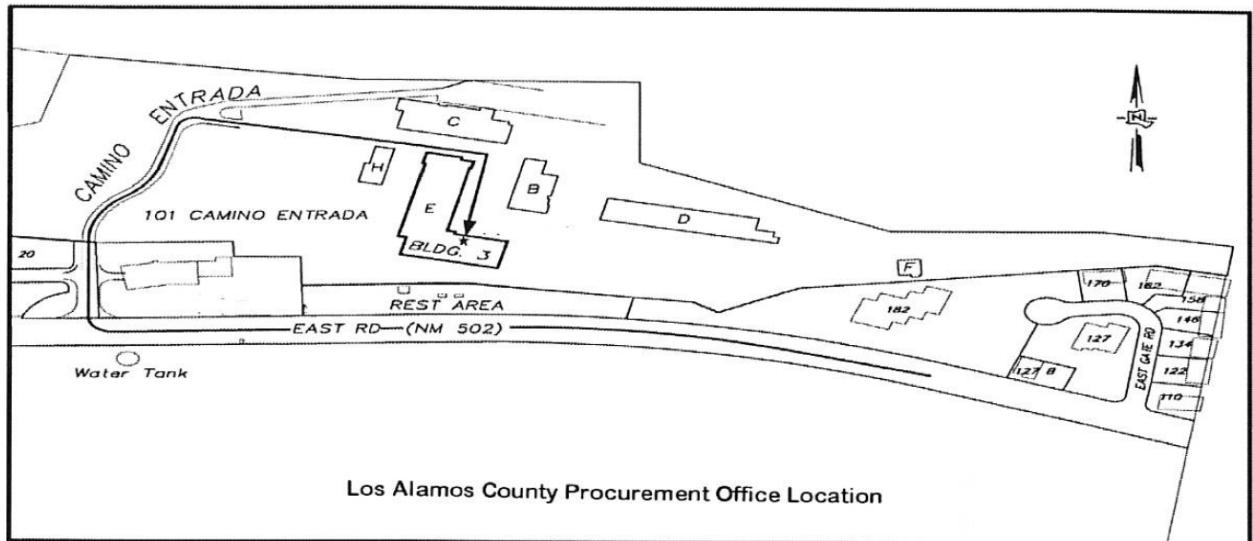 CAMINO ENTRADA
N
C
H
B
E
D
101 CAMINO ENTRADA
BLDG. 3
20
F
REST AREA
170
162
158
182
146
EAST RD (NM 502)
127
134
EAST GATE RD
Water Tank
127 B
122
110
Los Alamos County Procurement Office Location